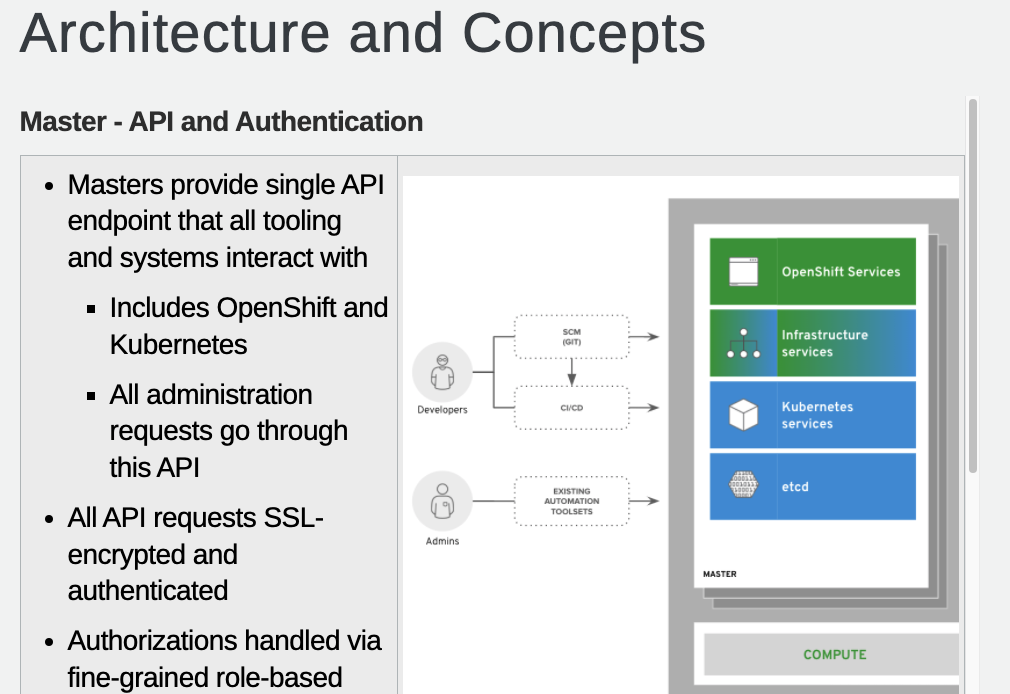 Architecture and Concepts
Master - API and Authentication
• Masters provide single API
endpoint that all tooling
and systems interact with
▪ Includes OpenShift and
Kubernetes
▪ All administration
requests go through
this API
• All API requests SSL-
encrypted and
authenticated
• Authorizations handled via
fine-grained role-based
OpenShift Services
Infrastructure
services
Kubernetes
services
etcd
MASTER
COMPUTE
SCM
(GIT)
CI/CD
Developers
EXISTING
AUTOMATION
TOOLSETS
Admins